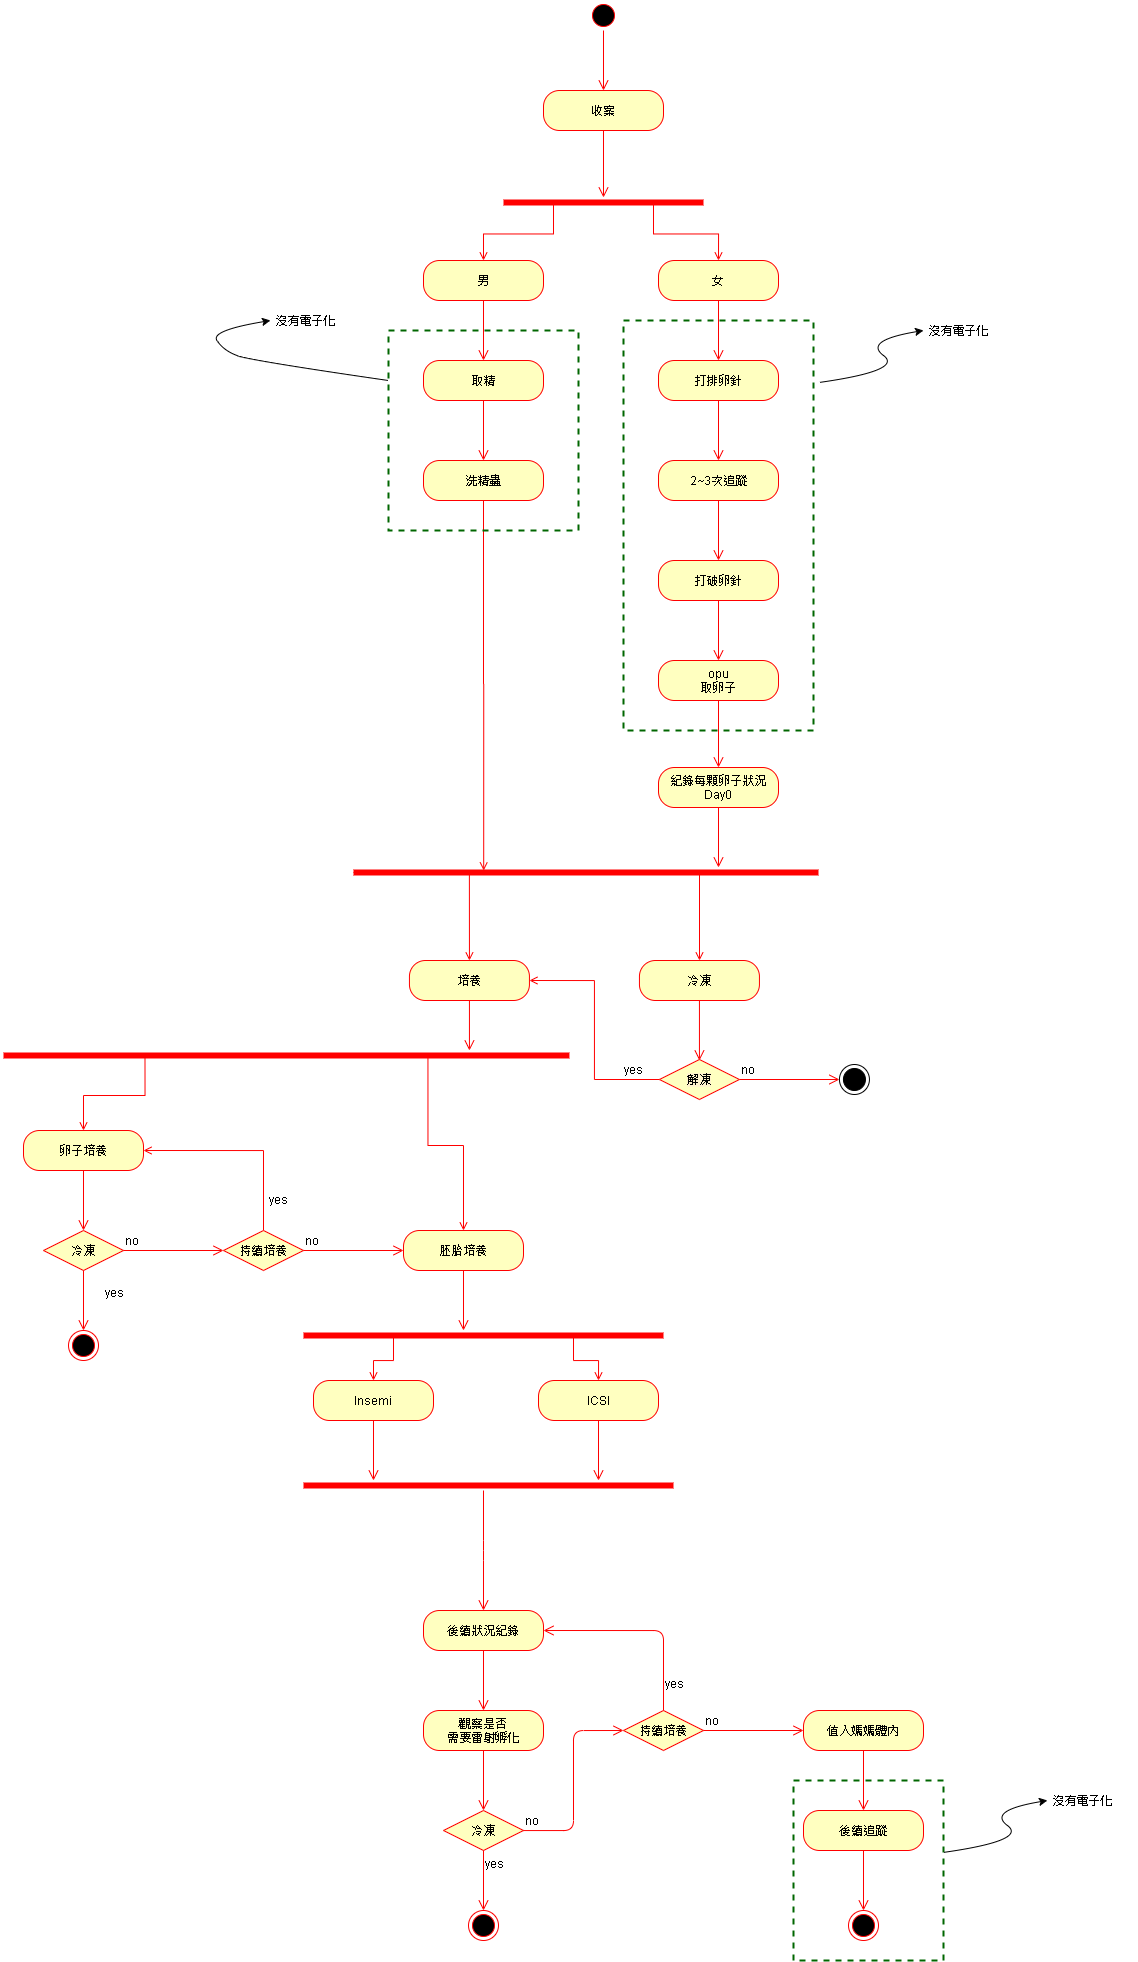 收案
男
女
沒有電子化
沒有電子化
取精
打排卵針
洗精蟲
2~3次追蹤
打破卵針
opu
取卵子
紀錄每顆卵子狀況
Day0
培養
冷凍
yes
解凍
no
卵子培養
yes
冷凍
no
持續培養
no
胚胎培養
yes
Insemi
ICSI
後續狀況紀錄
yes
觀察是否
需要雷射孵化
持續培養
no
值入媽媽體內
沒有電子化
冷凍
no
後續追蹤
yes